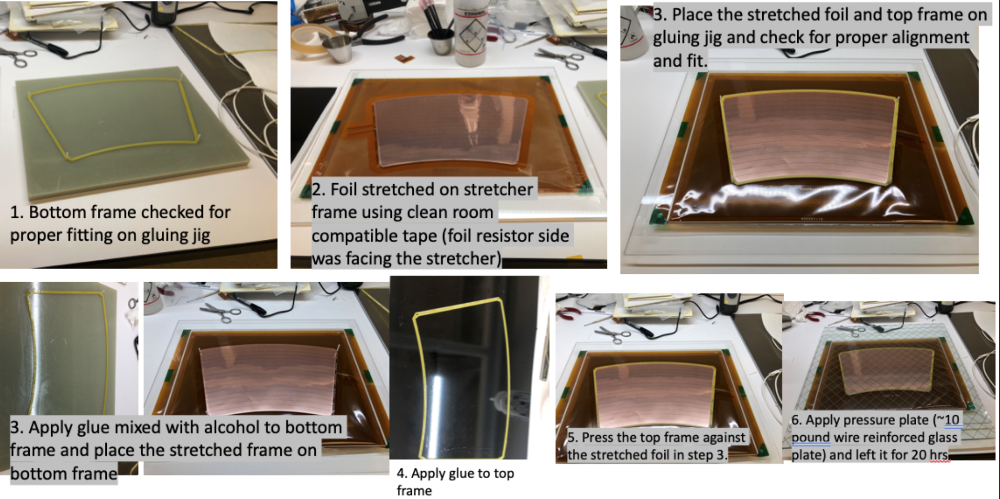 1. Bottom frame checked for
proper fitting on gluing jig
ETHANOL
2. Foil stretched on stretcher
frame using clean room
compatible tape (foil resistor side
was facing the stretcher)
3. Place the stretched foil and top frame on
gluing jig and check for proper alignment
and fit.
3. Apply glue mixed with alcohol to bottom
frame and place the stretched frame on
bottom frame
4. Apply glue to top
frame
5. Press the top frame against
the stretched foil in step 3.
6. Apply pressure plate (~10
pound wire reinforced glass
plate) and left it for 20 hrs